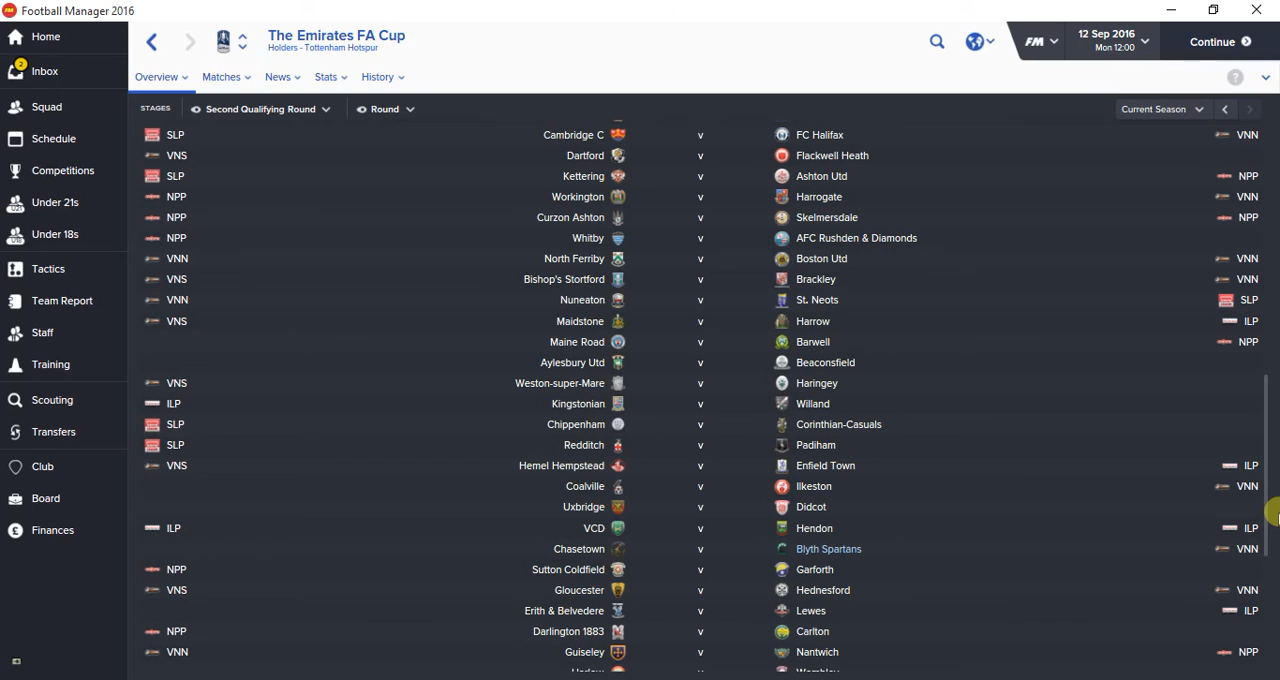 Football Manager 2016
Home
2
Inbox
Squad
Schedule
Competitions
Under 21s
Under 18s
Tactics
Team Report
Staff
Training
Scouting
Transfers
Club
Board
Finances
The Emirates FA Cup
Holders - Tottenham Hotspur
FM
12 Sep 2016
Mon 12:00
Continue
Overview Matches News Stats History
?
STAGES Second Qualifying Round Round Current Season
SLP Cambridge C v FC Halifax VNN
VNS Dartford v Flackwell Heath
SLP Kettering v Ashton Utd NPP
NPP Workington v Harrogate VNN
NPP Curzon Ashton v Skelmersdale NPP
NPP Whitby v AFC Rushden & Diamonds
VNN North Ferriby v Boston Utd VNN
VNS Bishop's Stortford v Brackley VNN
VNN Nuneaton v St. Neots SLP
VNS Maidstone v Harrow ILP
Maine Road v Barwell NPP
Aylesbury Utd v Beaconsfield
VNS Weston-super-Mare v Haringey
ILP Kingstonian v Willand
SLP Chippenham v Corinthian-Casuals
SLP Redditch v Padiham
VNS Hemel Hempstead v Enfield Town ILP
Coalville v Ilkeston VNN
Uxbridge v Didcot
ILP VCD v Hendon ILP
Chasetown v Blyth Spartans VNN
NPP Sutton Coldfield v Garforth
VNS Gloucester v Hednesford VNN
Erith & Belvedere v Lewes ILP
NPP Darlington 1883 v Carlton
VNN Guiseley v Nantwich NPP